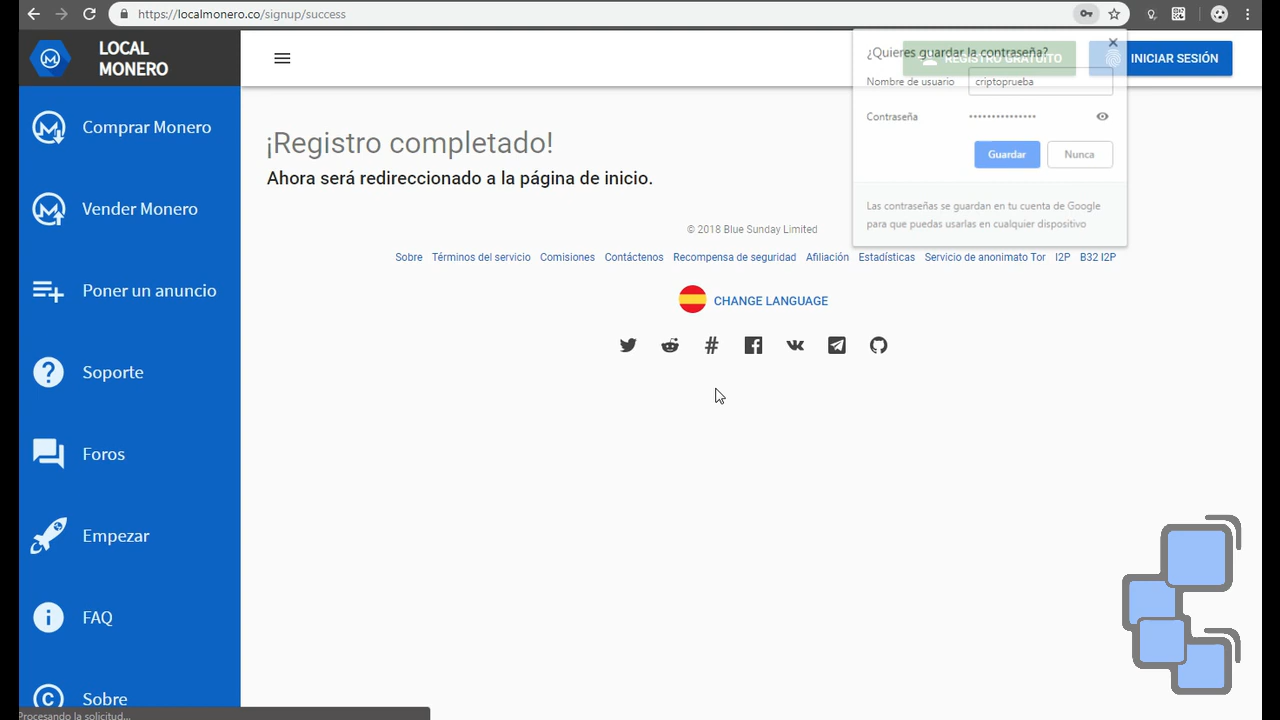 https://localmonero.co/signup/success
LOCAL
MONERO
REGISTRO GRATUITO
INICIAR SESIÓN
¿Quieres guardar la contraseña?
Nombre de usuario criptoprueba
Contraseña ••••••••••••••••
Guardar Nunca
Las contraseñas se guardan en tu cuenta de Google
para que puedas usarlas en cualquier dispositivo
Comprar Monero
Vender Monero
Poner un anuncio
Soporte
Foros
Empezar
FAQ
Sobre
¡Registro completado!
Ahora será redireccionado a la página de inicio.
© 2018 Blue Sunday Limited
Sobre Términos del servicio Comisiones Contáctenos Recompensa de seguridad Afiliación Estadísticas Servicio de anonimato Tor I2P B32 I2P
CHANGE LANGUAGE
Procesando la solicitud...